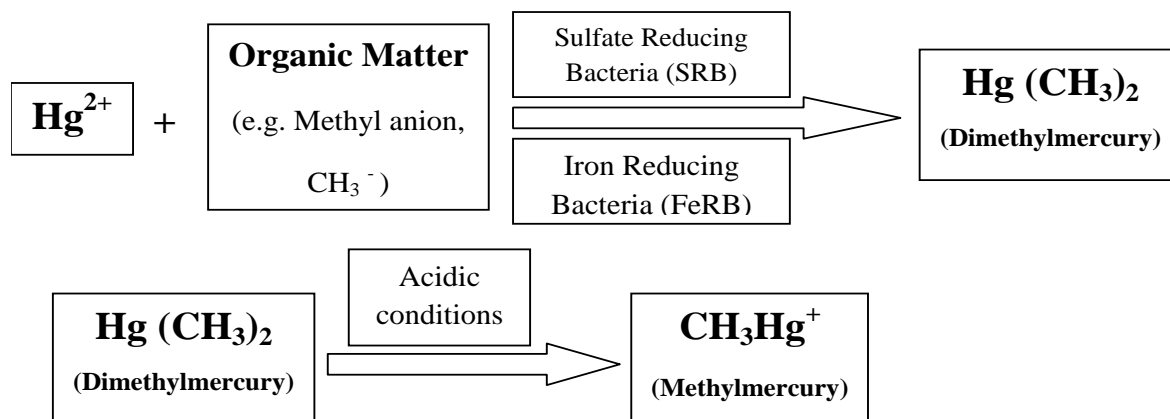 Hg²⁺
+
Organic Matter
(e.g. Methyl anion,
CH₃ ⁻ )
Sulfate Reducing
Bacteria (SRB)
Iron Reducing
Bacteria (FeRB)
Hg (CH₃)₂
(Dimethylmercury)
Hg (CH₃)₂
(Dimethylmercury)
Acidic
conditions
CH₃Hg⁺
(Methylmercury)